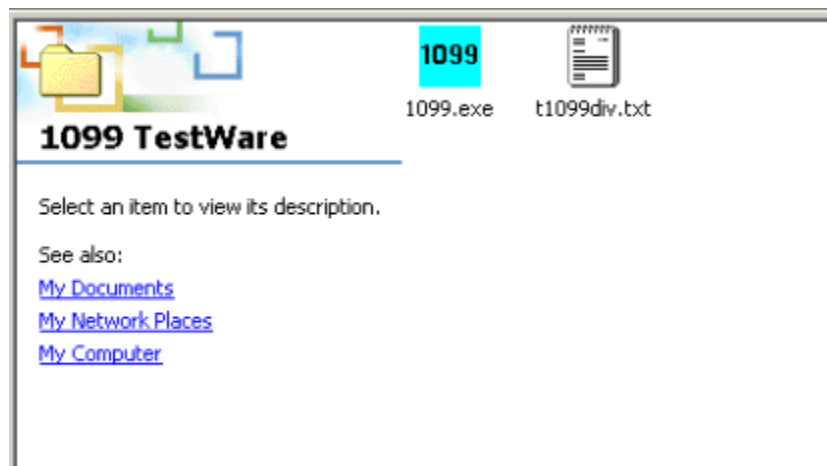 1099
1099.exe
t1099div.txt
1099 TestWare
Select an item to view its description.
See also:
My Documents
My Network Places
My Computer